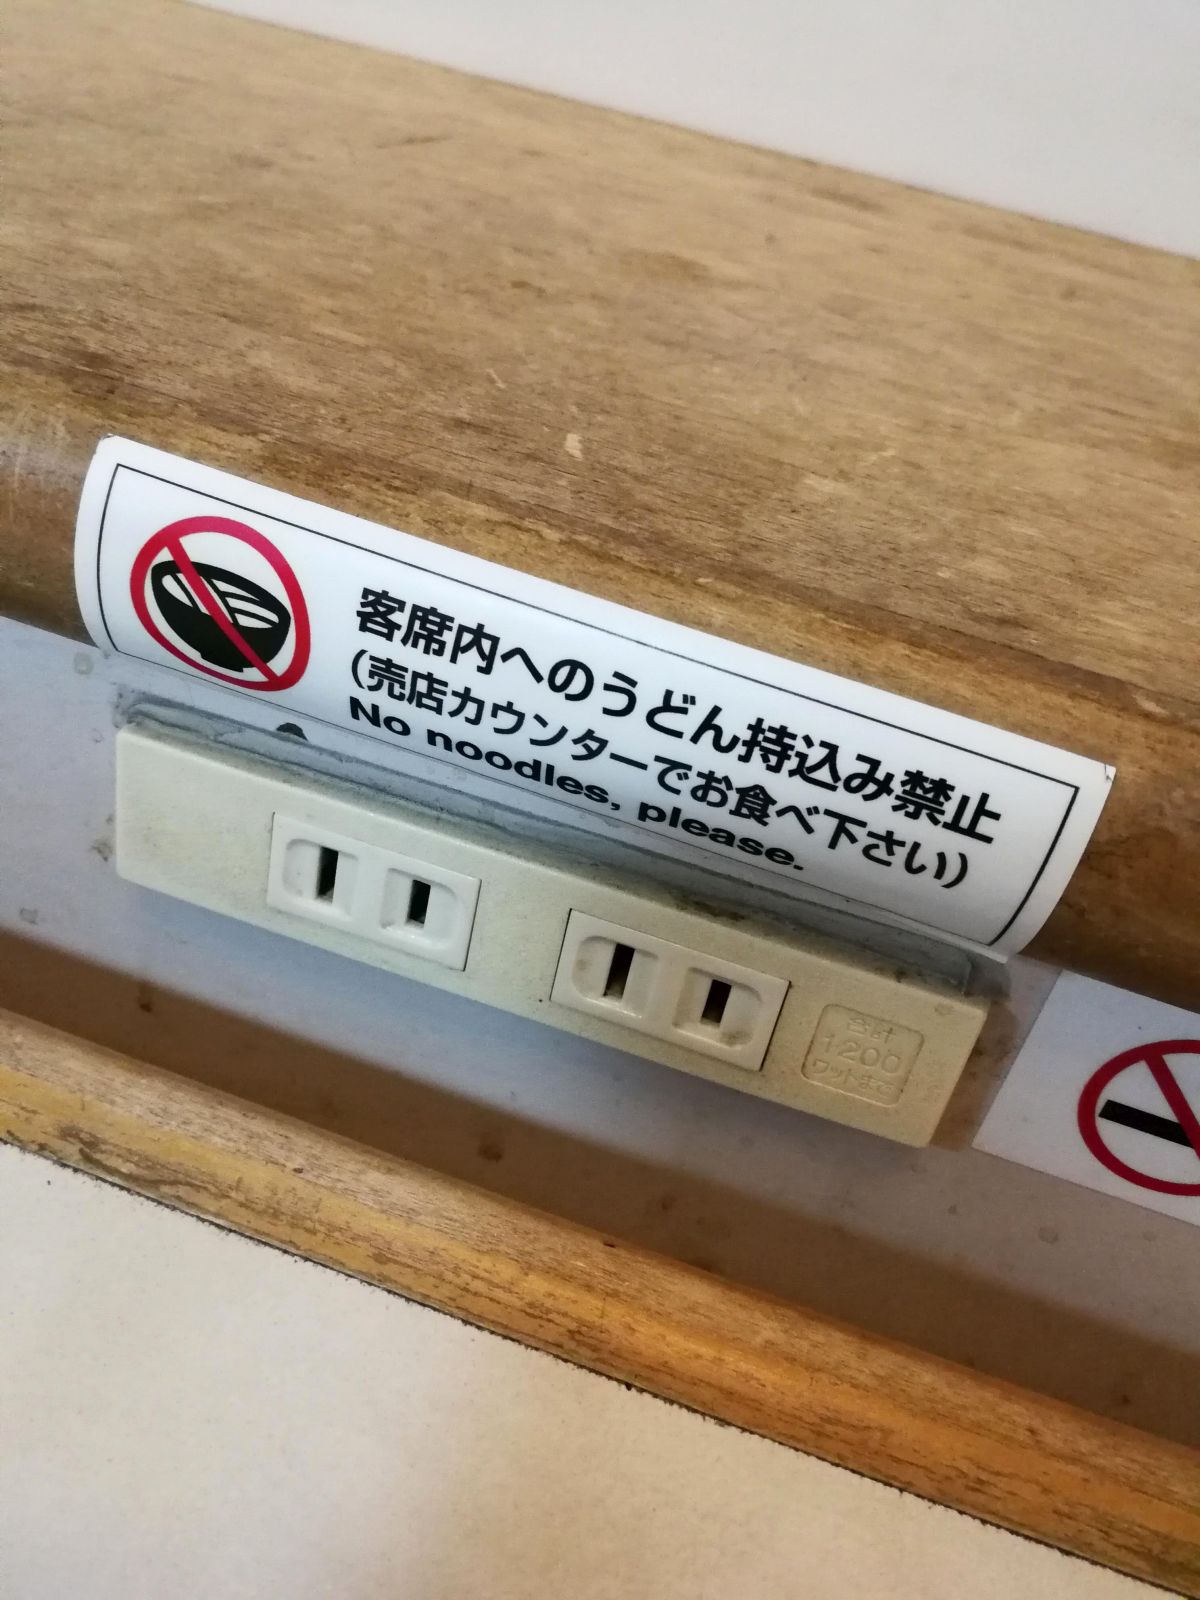 客席内へのうどん持込み禁止
（売店カウンターでお食べ下さい）
No noodles, please.
合計
1200
ワットまで